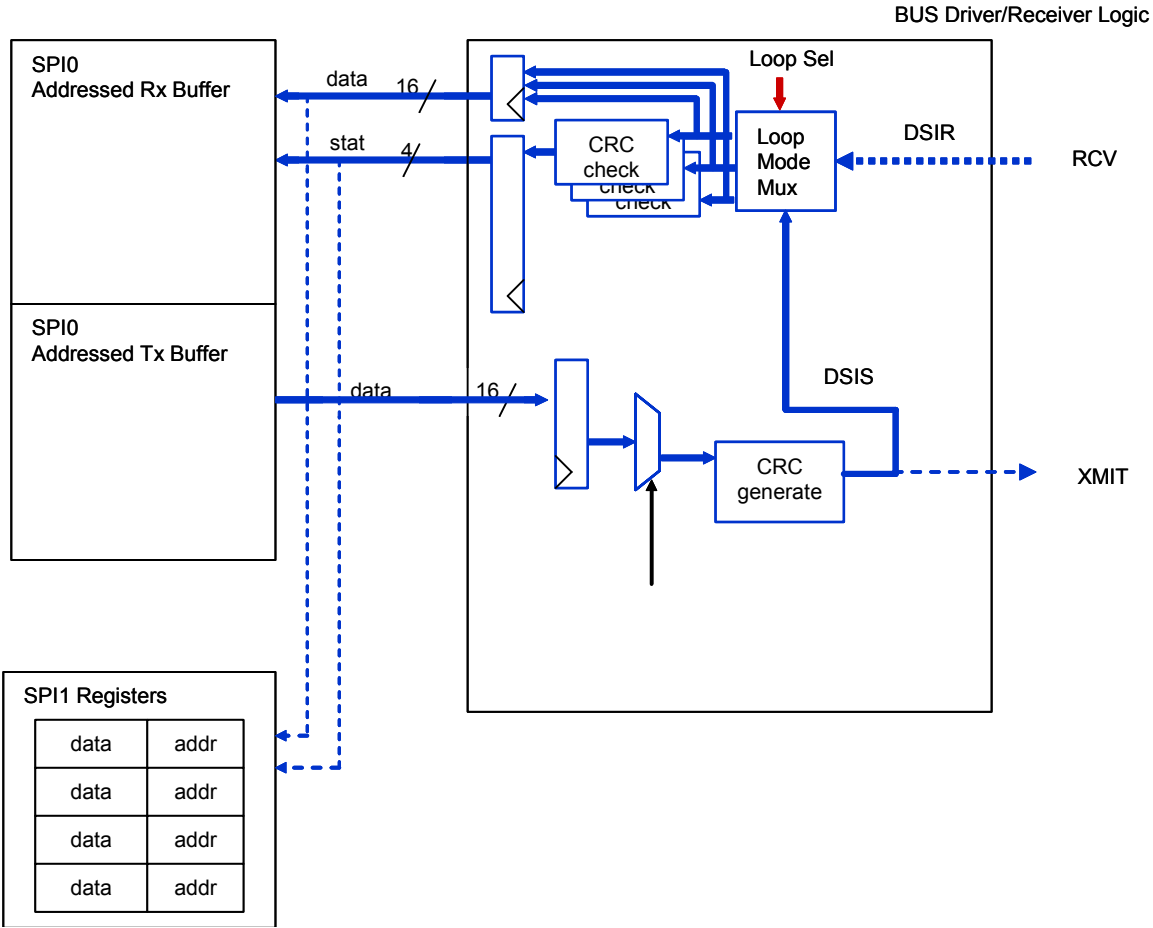 BUS Driver/Receiver Logic
SPI0
Addressed Rx Buffer
data
16
stat
4
CRC
check
check
check
Loop Sel
Loop
Mode
Mux
DSIR
RCV
SPI0
Addressed Tx Buffer
data
16
DSIS
CRC
generate
XMIT
SPI1 Registers
data addr
data addr
data addr
data addr